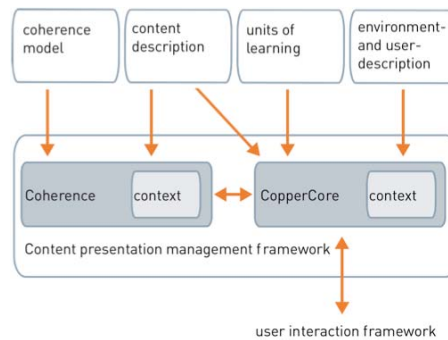 coherence
model
content
description
units of
learning
environment-
and user-
description
Coherence
context
CopperCore
context
Content presentation management framework
user interaction framework